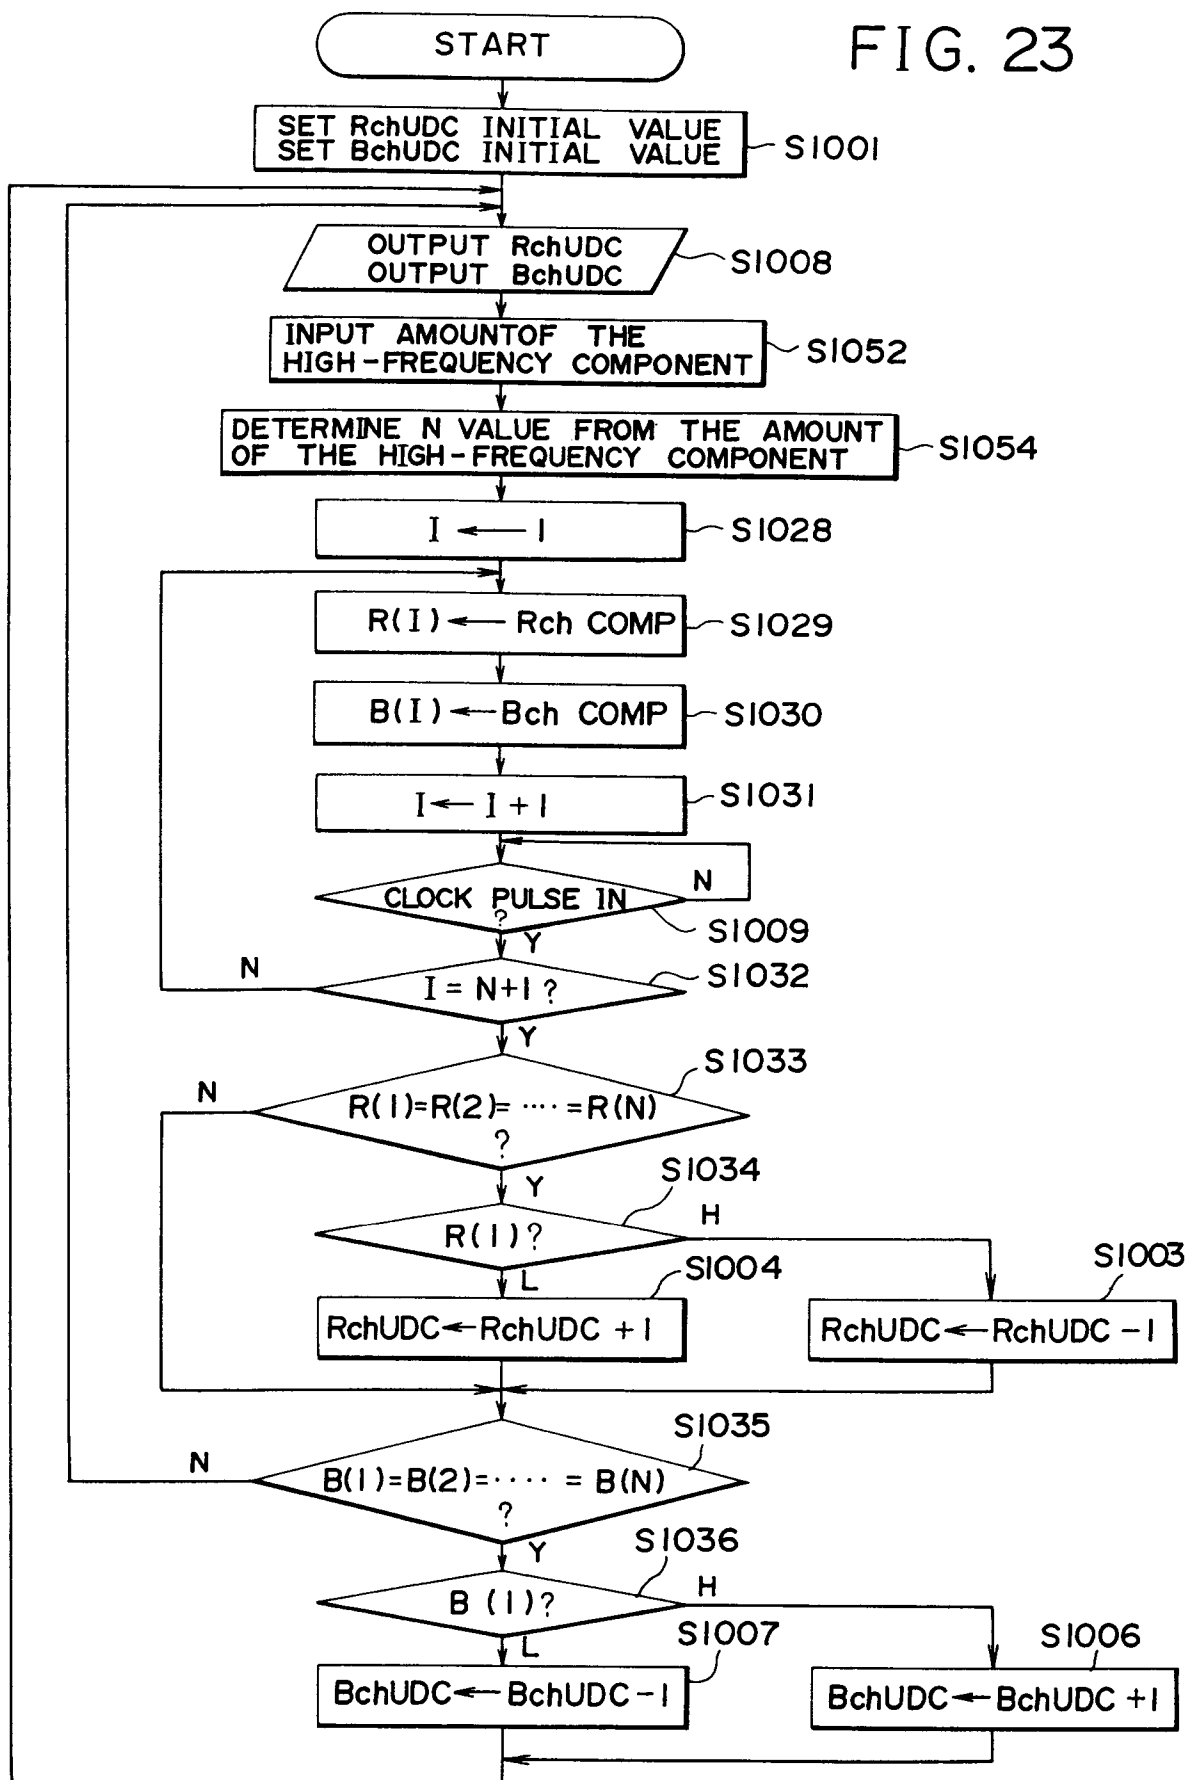 START
FIG. 23
SET RchUDC INITIAL VALUE
SET BchUDC INITIAL VALUE
S1001
OUTPUT RchUDC
OUTPUT BchUDC
S1008
INPUT AMOUNTOF THE
HIGH-FREQUENCY COMPONENT
S1052
DETERMINE N VALUE FROM THE AMOUNT
OF THE HIGH-FREQUENCY COMPONENT
S1054
I ← 1
S1028
R(I) ← Rch COMP
S1029
B(I) ← Bch COMP
S1030
I ← I + 1
S1031
CLOCK PULSE IN
?
N
S1009
Y
I = N+1 ?
N
S1032
Y
R(1)=R(2)= ···· =R(N)
?
N
S1033
Y
R(1)?
S1034
H
L
RchUDC ← RchUDC + 1
S1004
RchUDC ← RchUDC - 1
S1003
B(1)=B(2)= ···· = B(N)
?
N
S1035
Y
B (1)?
S1036
H
L
BchUDC ← BchUDC - 1
S1007
BchUDC ← BchUDC + 1
S1006